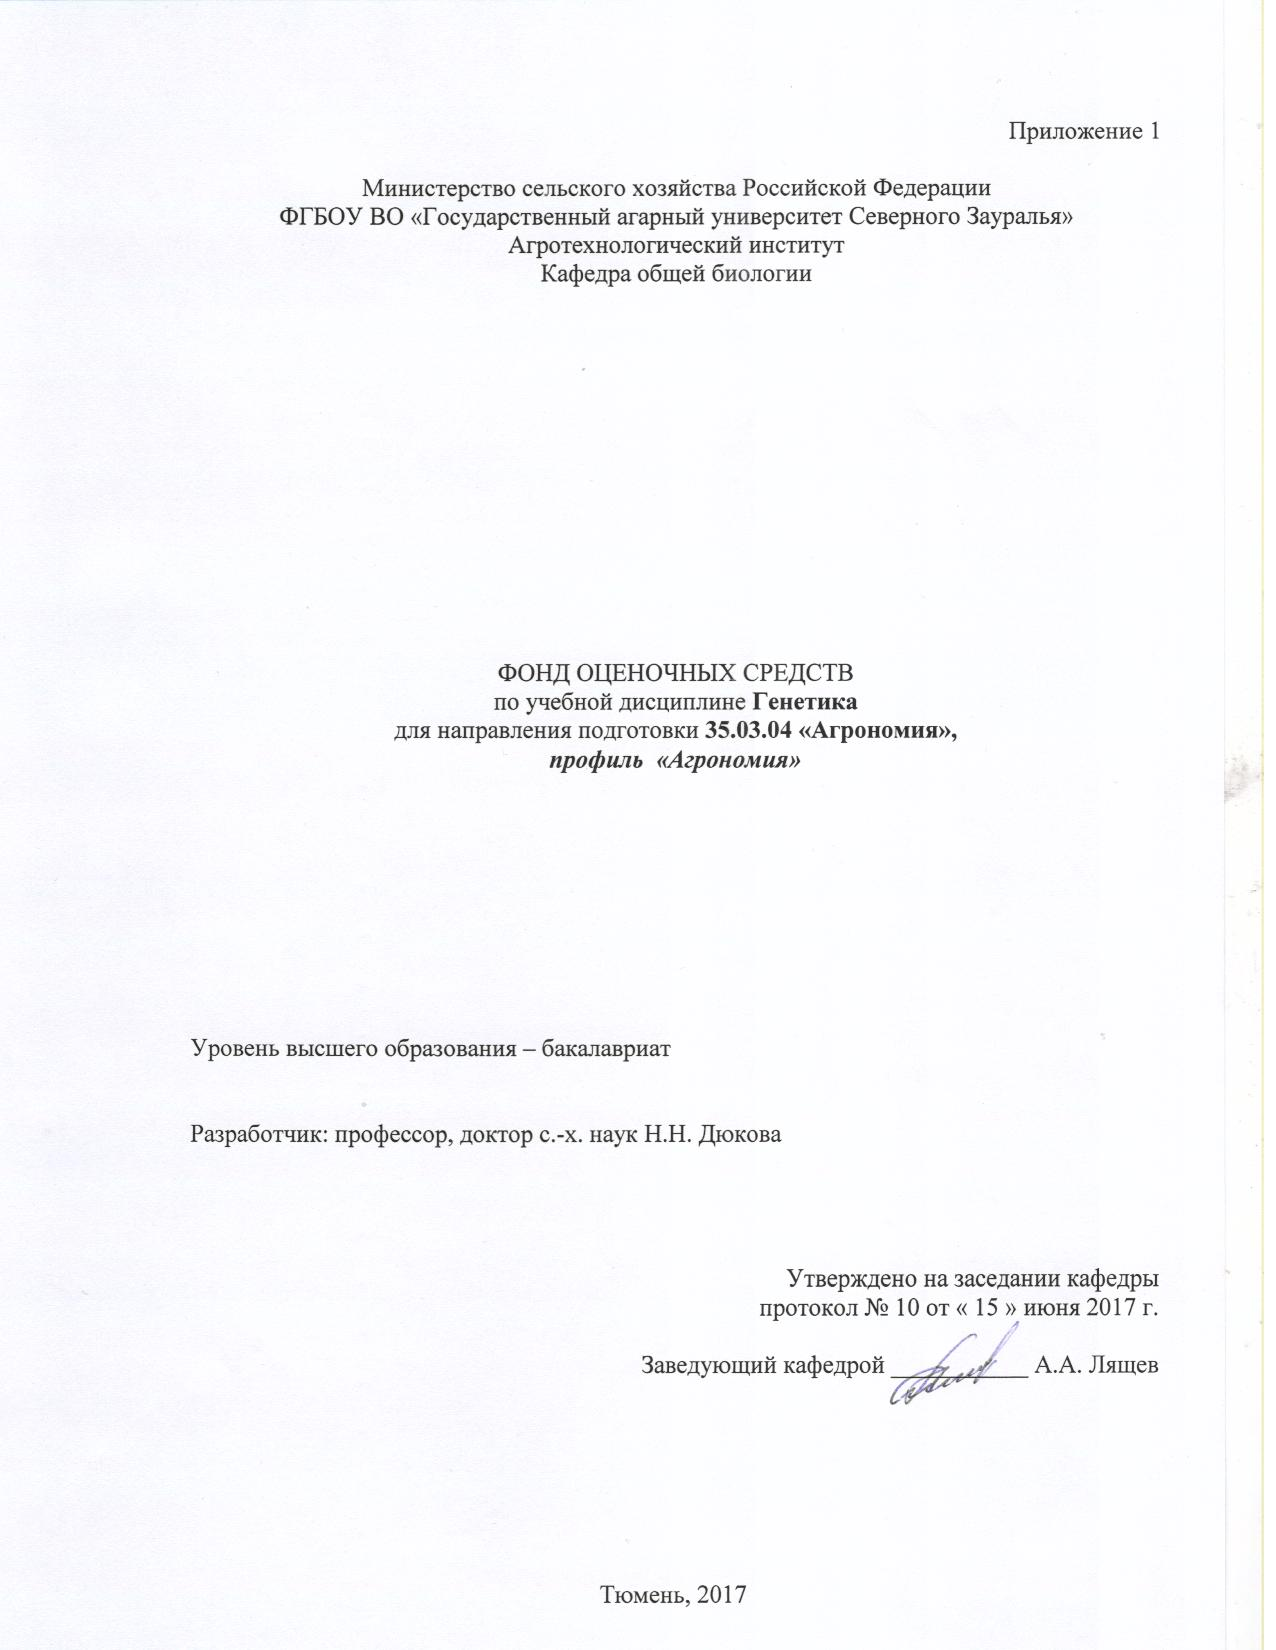 Приложение 1
Министерство сельского хозяйства Российской Федерации
ФГБОУ ВО «Государственный агарный университет Северного Зауралья»
Агротехнологический институт
Кафедра общей биологии
ФОНД ОЦЕНОЧНЫХ СРЕДСТВ
по учебной дисциплине Генетика
для направления подготовки 35.03.04 «Агрономия»,
профиль «Агрономия»
Уровень высшего образования – бакалавриат
Разработчик: профессор, доктор с.-х. наук Н.Н. Дюкова
Утверждено на заседании кафедры
протокол № 10 от « 15 » июня 2017 г.
Заведующий кафедрой ___________ А.А. Лящев
Тюмень, 2017